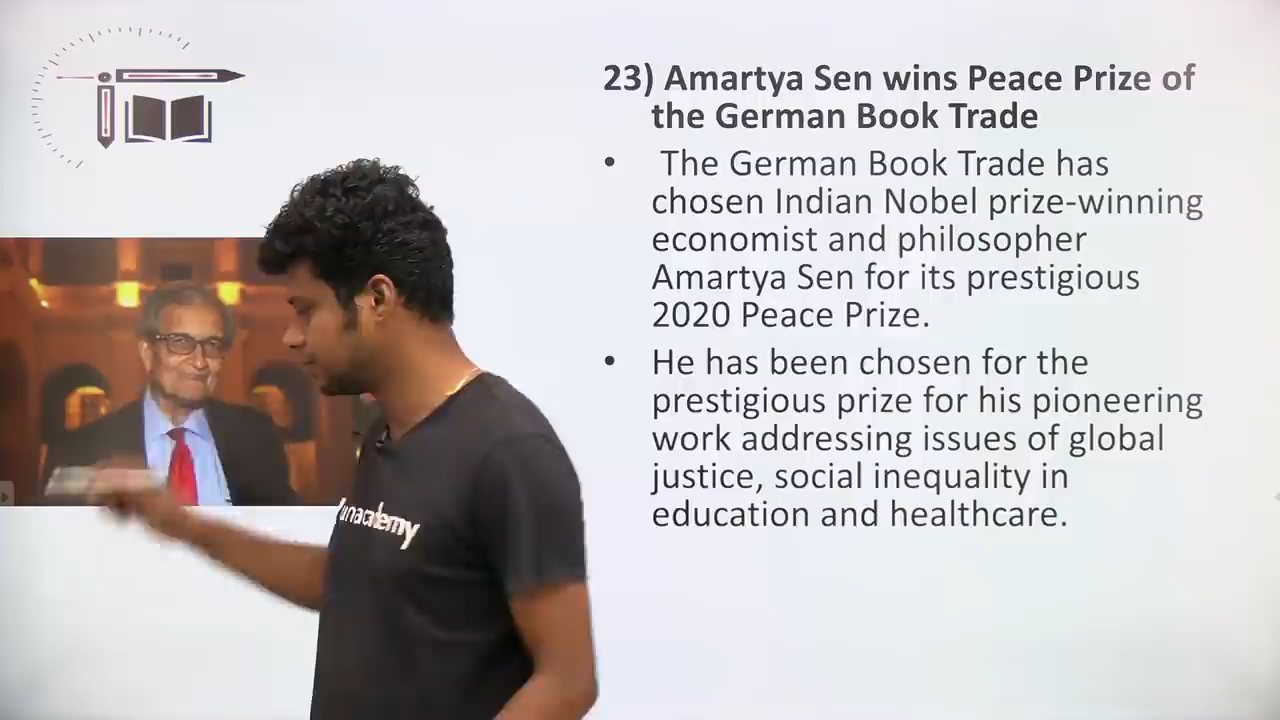 23) Amartya Sen wins Peace Prize of
the German Book Trade
• The German Book Trade has
chosen Indian Nobel prize-winning
economist and philosopher
Amartya Sen for its prestigious
2020 Peace Prize.
• He has been chosen for the
prestigious prize for his pioneering
work addressing issues of global
justice, social inequality in
education and healthcare.
unacademy